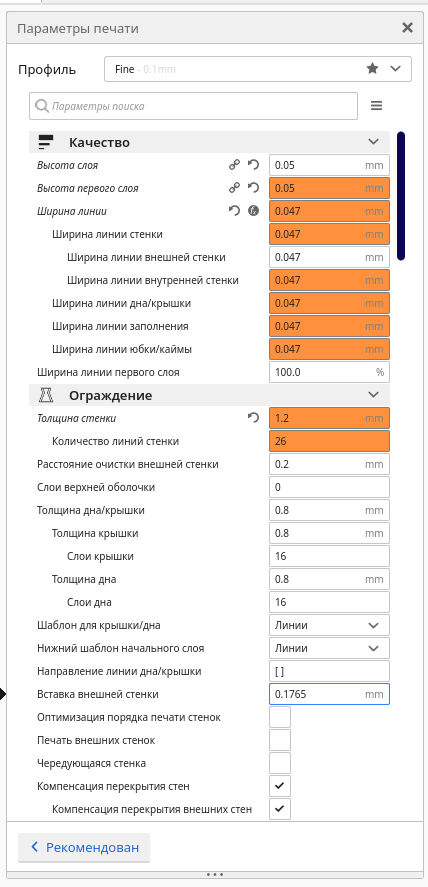 Параметры печати
Профиль Fine - 0.1mm
Параметры поиска
Качество
Высота слоя 0.05 mm
Высота первого слоя 0.05 mm
Ширина линии 0.047 mm
Ширина линии стенки 0.047 mm
Ширина линии внешней стенки 0.047 mm
Ширина линии внутренней стенки 0.047 mm
Ширина линии дна/крышки 0.047 mm
Ширина линии заполнения 0.047 mm
Ширина линии юбки/каймы 0.047 mm
Ширина линии первого слоя 100.0 %
Ограждение
Толщина стенки 1.2 mm
Количество линий стенки 26
Расстояние очистки внешней стенки 0.2 mm
Слои верхней оболочки 0
Толщина дна/крышки 0.8 mm
Толщина крышки 0.8 mm
Слои крышки 16
Толщина дна 0.8 mm
Слои дна 16
Шаблон для крышки/дна Линии
Нижний шаблон начального слоя Линии
Направление линии дна/крышки [ ]
Вставка внешней стенки 0.1765 mm
Оптимизация порядка печати стенок
Печать внешних стенок
Чередующаяся стенка
Компенсация перекрытия стен
Компенсация перекрытия внешних стен
Рекомендован